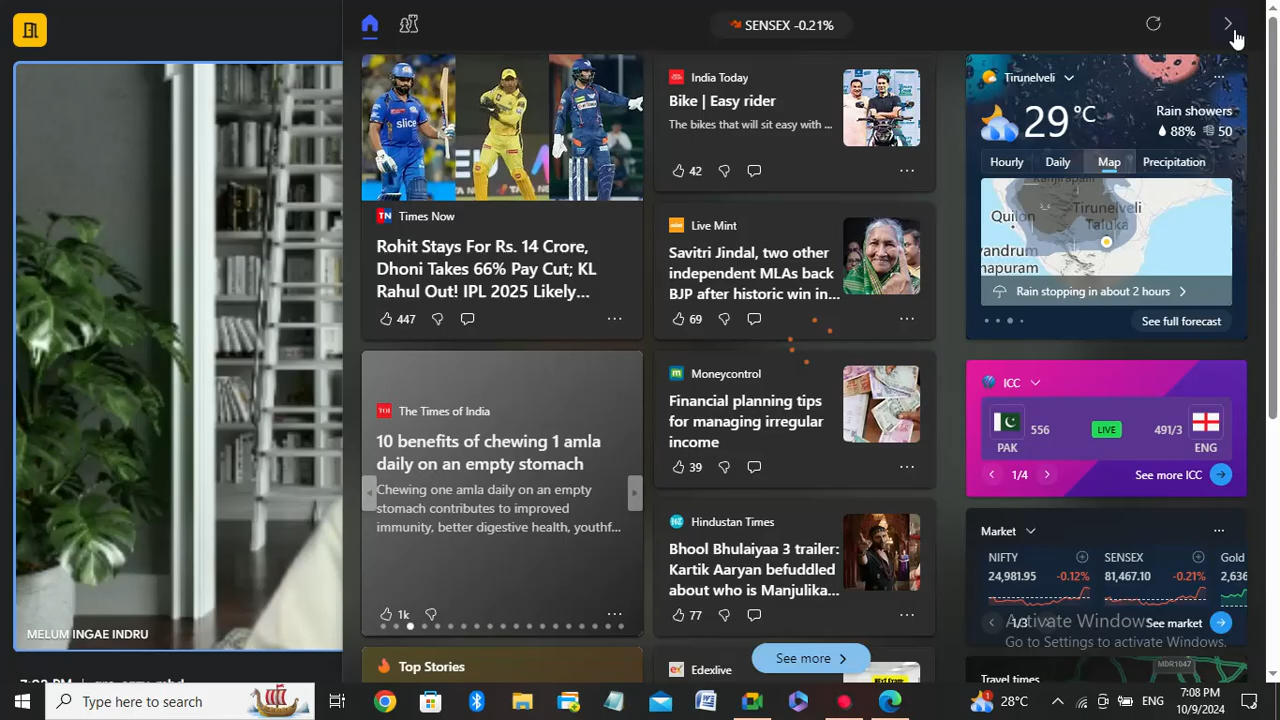 SENSEX -0.21%
slice
Times Now
Rohit Stays For Rs. 14 Crore,
Dhoni Takes 66% Pay Cut; KL
Rahul Out! IPL 2025 Likely...
447
The Times of India
10 benefits of chewing 1 amla
daily on an empty stomach
Chewing one amla daily on an empty
stomach contributes to improved
immunity, better digestive health, youthf...
1k
Top Stories
India Today
Bike | Easy rider
The bikes that will sit easy with ...
42
Live Mint
Savitri Jindal, two other
independent MLAs back
BJP after historic win in...
69
Moneycontrol
Financial planning tips
for managing irregular
income
39
Hindustan Times
Bhool Bhulaiyaa 3 trailer:
Kartik Aaryan befuddled
about who is Manjulika...
77
See more
Edexlive
Tirunelveli
29 °C
Rain showers
88% 50
Hourly Daily Map Precipitation
Quilon
Tirunelveli
Taluka
Rain stopping in about 2 hours
See full forecast
ICC
556 LIVE 491/3
PAK ENG
1/4 See more ICC
Market
NIFTY SENSEX Gold
24,981.95 -0.12% 81,467.10 -0.21% 2,636
1/3 See market
Activate Windows
Go to Settings to activate Windows.
MDR1047
Travel times
MELUM INGAE INDRU
Type here to search
28°C
ENG
7:08 PM
10/9/2024